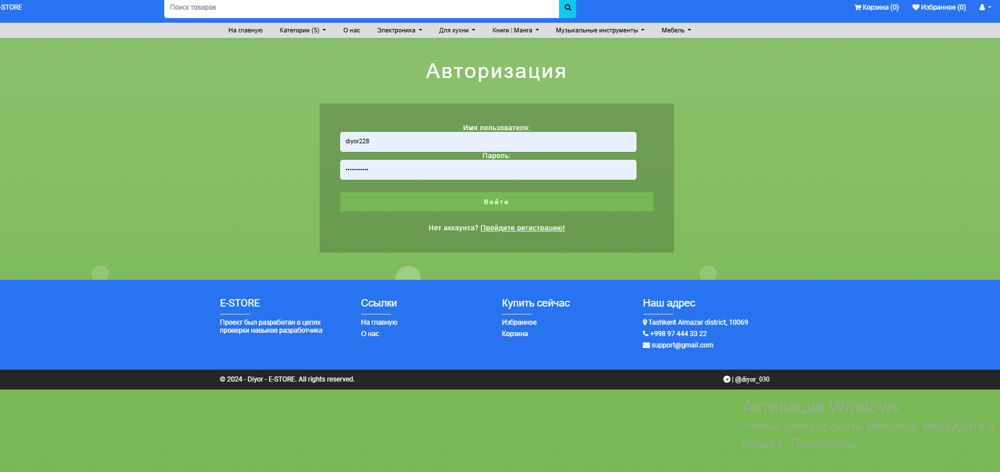 -STORE
Поиск товаров
Корзина (0)
Избранное (0)
На главную
Категории (5)
О нас
Электроника
Для кухни
Книги | Манга
Музыкальные инструменты
Мебель
Авторизация
Имя пользователя:
diyor228
Пароль:
•••••••••••
Войти
Нет аккаунта? Пройдите регистрацию!
E-STORE
Проект был разработан в целях
проверки навыков разработчика
Ссылки
На главную
О нас
Купить сейчас
Избранное
Корзина
Наш адрес
Tashkent Almazar district, 10069
+998 97 444 33 22
support@gmail.com
© 2024 - Diyor - E-STORE. All rights reserved.
| @diyor_030
Активация Windows
Чтобы активировать Windows, перейдите в
раздел "Параметры".